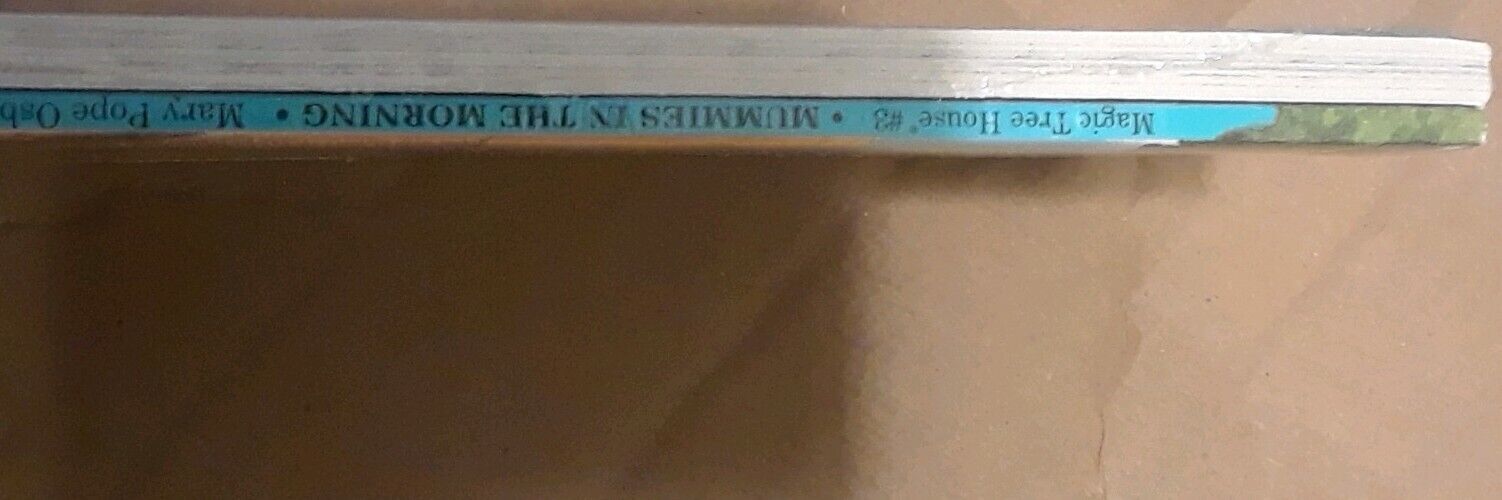 Magic Tree House® #3 • MUMMIES IN THE MORNING • Mary Pope Osb